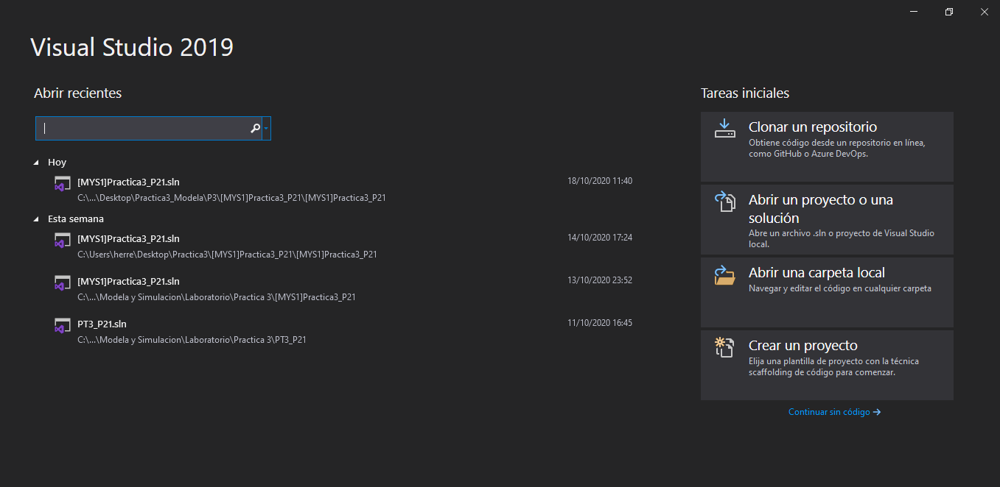 Visual Studio 2019
Abrir recientes
Hoy
[MYS1]Practica3_P21.sln
18/10/2020 11:40
C:\...\Desktop\Practica3_Modela\P3\[MYS1]Practica3_P21\[MYS1]Practica3_P21
Esta semana
[MYS1]Practica3_P21.sln
14/10/2020 17:24
C:\Users\herre\Desktop\Practica3\[MYS1]Practica3_P21\[MYS1]Practica3_P21
[MYS1]Practica3_P21.sln
13/10/2020 23:52
C:\...\Modela y Simulacion\Laboratorio\Practica 3\[MYS1]Practica3_P21
PT3_P21.sln
11/10/2020 16:45
C:\...\Modela y Simulacion\Laboratorio\Practica 3\PT3_P21
Tareas iniciales
Clonar un repositorio
Obtiene código desde un repositorio en línea,
como GitHub o Azure DevOps.
Abrir un proyecto o una
solución
Abre un archivo .sln o proyecto de Visual Studio
local.
Abrir una carpeta local
Navegar y editar el código en cualquier carpeta
Crear un proyecto
Elija una plantilla de proyecto con la técnica
scaffolding de código para comenzar.
Continuar sin código →